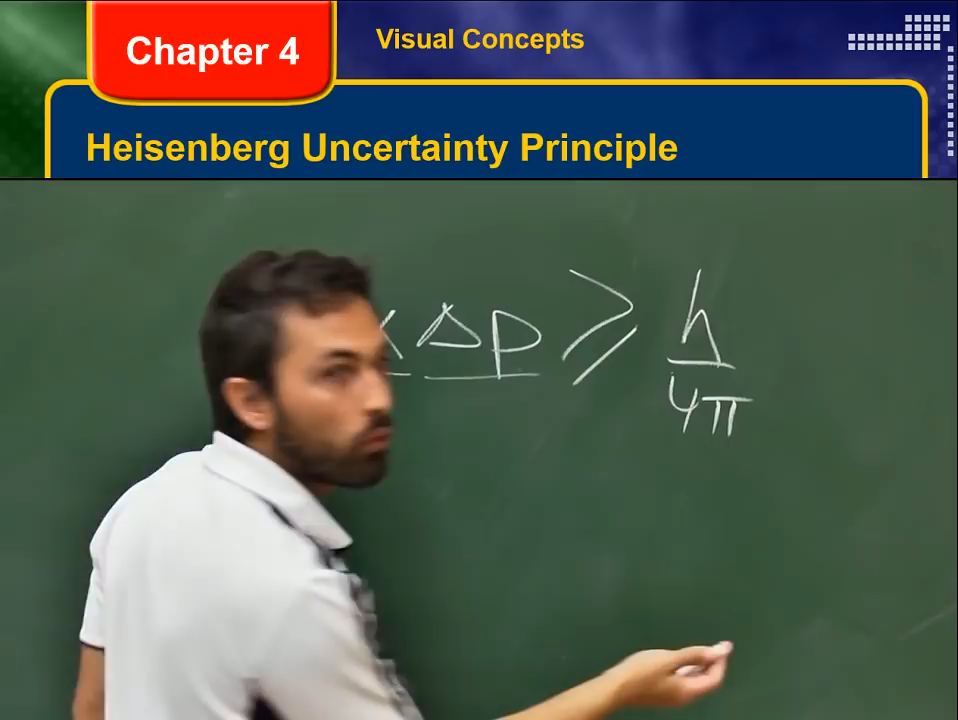 Chapter 4
Visual Concepts
Heisenberg Uncertainty Principle
x Δp ≥ h
4π